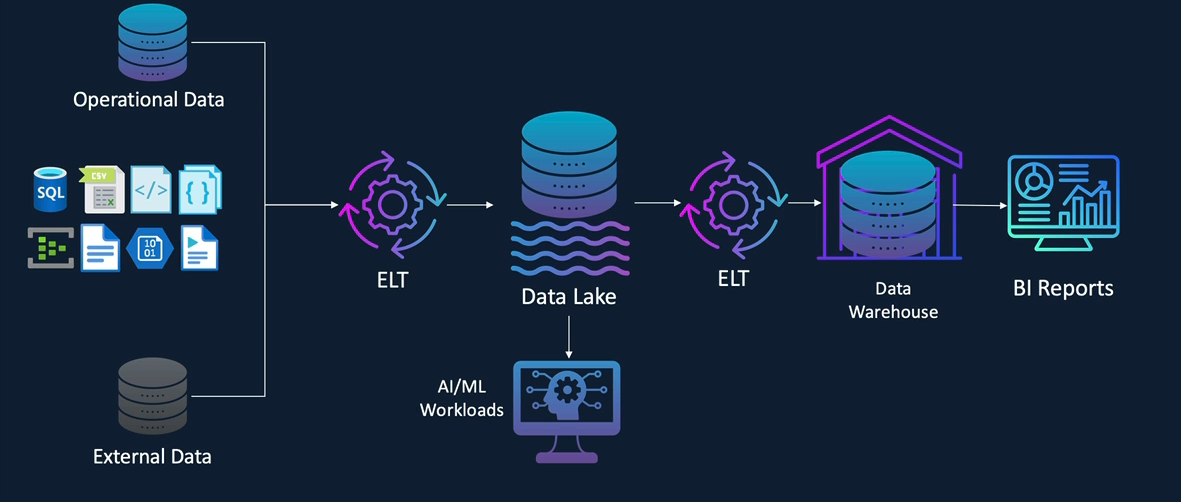 Operational Data
SQL
CSV
</>
{ }
10
01
External Data
ELT
Data Lake
AI/ML
Workloads
ELT
Data
Warehouse
BI Reports